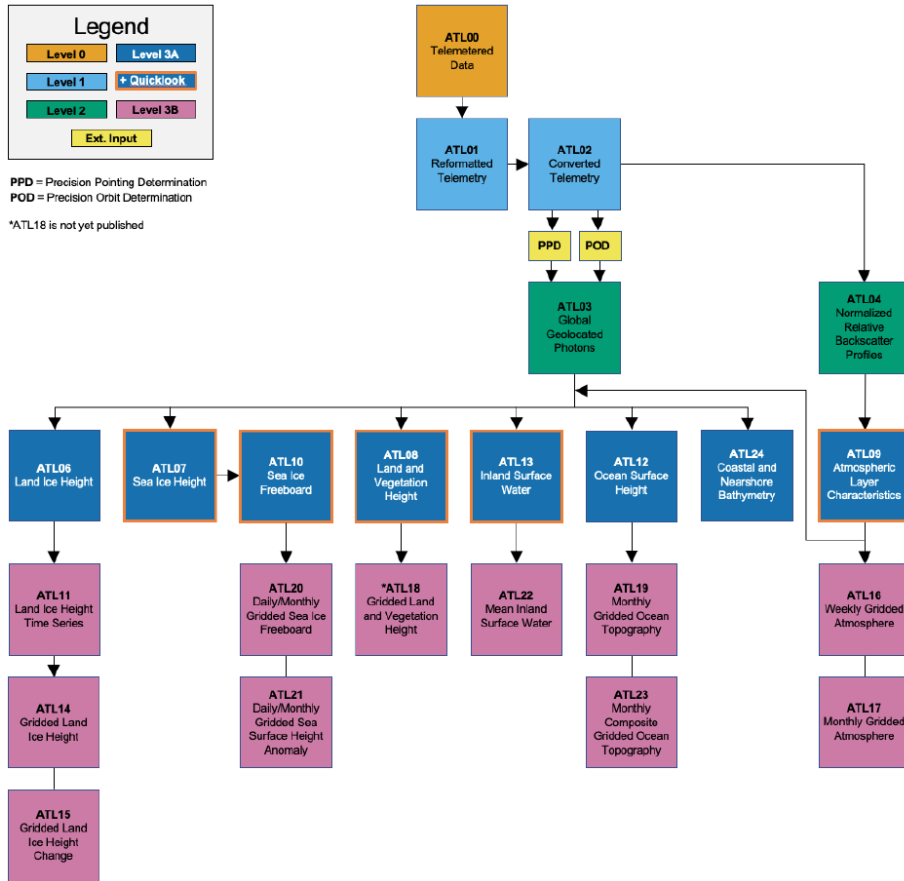 Legend
Level 0
Level 3A
Level 1
+ Quicklook
Level 2
Level 3B
Ext. Input
PPD = Precision Pointing Determination
POD = Precision Orbit Determination
*ATL18 is not yet published
ATL00
Telemetered
Data
ATL01
Reformatted
Telemetry
ATL02
Converted
Telemetry
PPD
POD
ATL03
Global
Geolocated
Photons
ATL04
Normalized
Relative
Backscatter
Profiles
ATL06
Land Ice Height
ATL07
Sea Ice Height
ATL10
Sea Ice
Freeboard
ATL08
Land and
Vegetation
Height
ATL13
Inland Surface
Water
ATL12
Ocean Surface
Height
ATL24
Coastal and
Nearshore
Bathymetry
ATL09
Atmospheric
Layer
Characteristics
ATL11
Land Ice Height
Time Series
ATL20
Daily/Monthly
Gridded Sea Ice
Freeboard
*ATL18
Gridded Land
and Vegetation
Height
ATL22
Mean Inland
Surface Water
ATL19
Monthly
Gridded Ocean
Topography
ATL16
Weekly Gridded
Atmosphere
ATL14
Gridded Land
Ice Height
ATL21
Daily/Monthly
Gridded Sea
Surface Height
Anomaly
ATL23
Monthly
Composite
Gridded Ocean
Topography
ATL17
Monthly Gridded
Atmosphere
ATL15
Gridded Land
Ice Height
Change